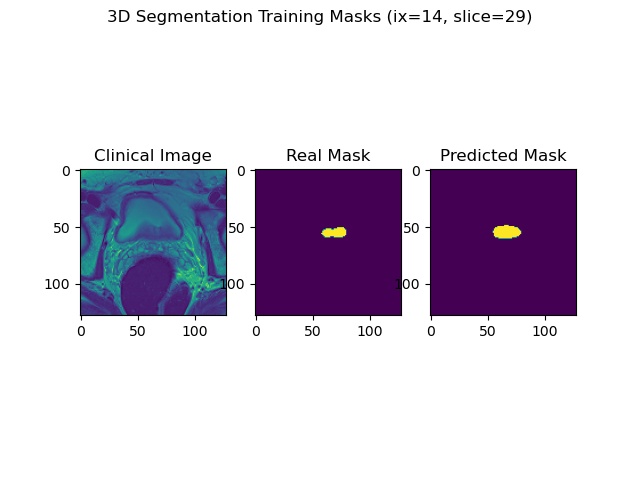 3D Segmentation Training Masks (ix=14, slice=29)
Clinical Image Real Mask Predicted Mask
0 0 0
50 50 50
100 100 100
0 50 100 0 50 100 0 50 100